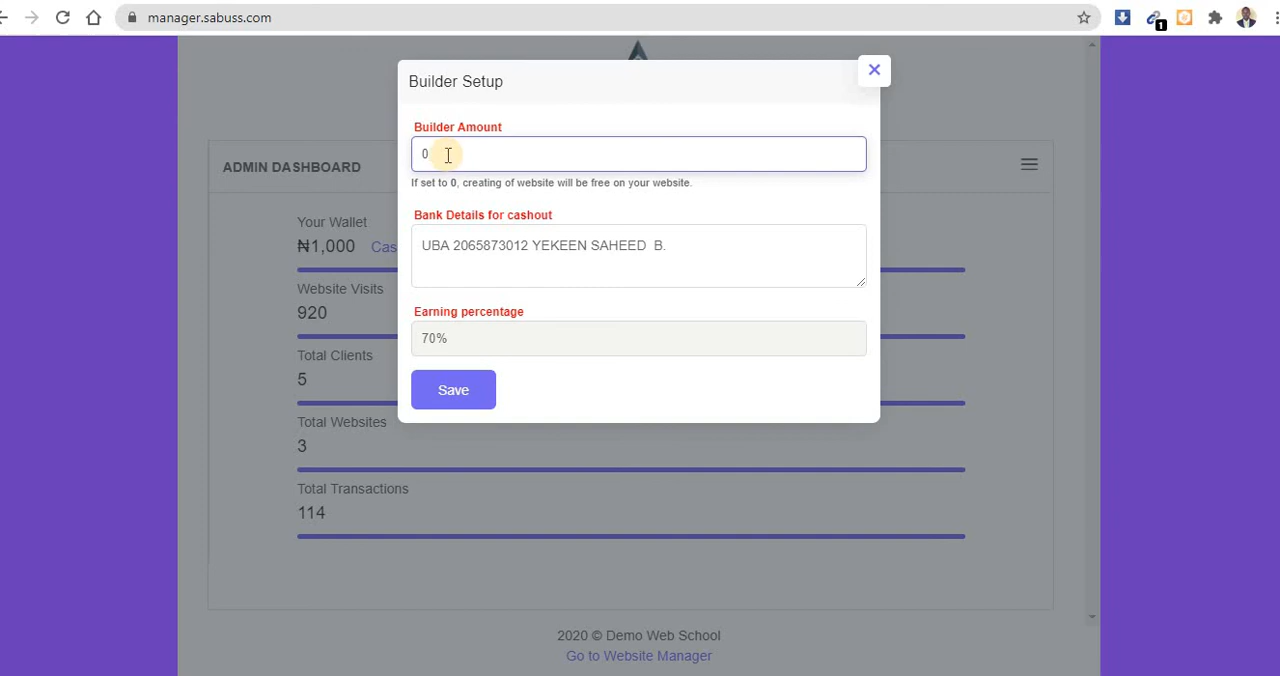 manager.sabuss.com
1
Builder Setup
Builder Amount
0
If set to 0, creating of website will be free on your website.
Bank Details for cashout
UBA 2065873012 YEKEEN SAHEED  B.
Earning percentage
70%
Save
ADMIN DASHBOARD
Your Wallet
₦1,000 Cas
Website Visits
920
Total Clients
5
Total Websites
3
Total Transactions
114
2020 © Demo Web School
Go to Website Manager